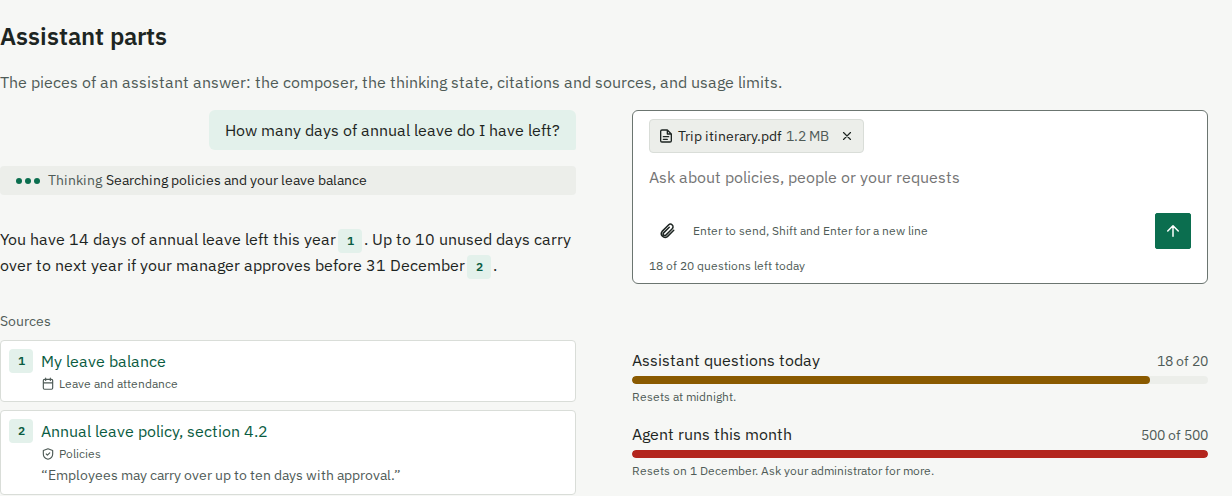 Assistant parts
The pieces of an assistant answer: the composer, the thinking state, citations and sources, and usage limits.
How many days of annual leave do I have left?
Thinking Searching policies and your leave balance
You have 14 days of annual leave left this year 1 . Up to 10 unused days carry
over to next year if your manager approves before 31 December 2 .
Sources
1 My leave balance
Leave and attendance
2 Annual leave policy, section 4.2
Policies
“Employees may carry over up to ten days with approval.”
Trip itinerary.pdf 1.2 MB
Ask about policies, people or your requests
Enter to send, Shift and Enter for a new line
18 of 20 questions left today
Assistant questions today 18 of 20
Resets at midnight.
Agent runs this month 500 of 500
Resets on 1 December. Ask your administrator for more.